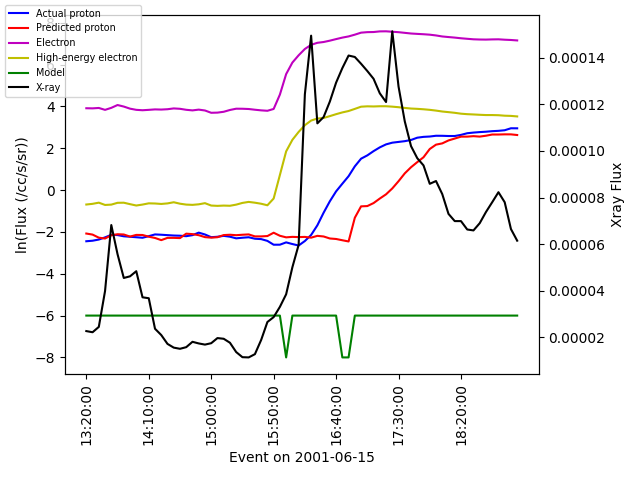 Actual proton
Predicted proton
Electron
High-energy electron
Model
X-ray
4
2
0
−2
−4
−6
−8
ln(Flux (/cc/s/sr))
0.00014
0.00012
0.00010
0.00008
0.00006
0.00004
0.00002
Xray Flux
13:20:00
14:10:00
15:00:00
15:50:00
16:40:00
17:30:00
18:20:00
Event on 2001-06-15